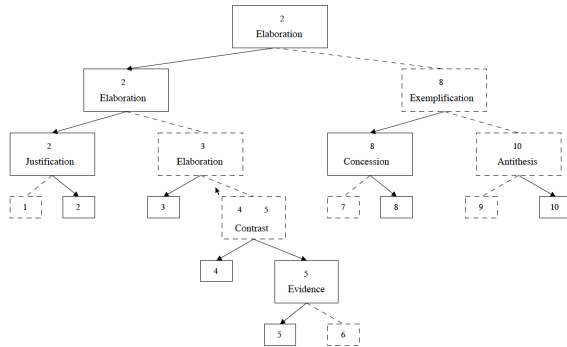 2
Elaboration
2
Elaboration
8
Exemplification
2
Justification
3
Elaboration
8
Concession
10
Antithesis
1
2
3
4 5
Contrast
7
8
9
10
4
5
Evidence
5
6